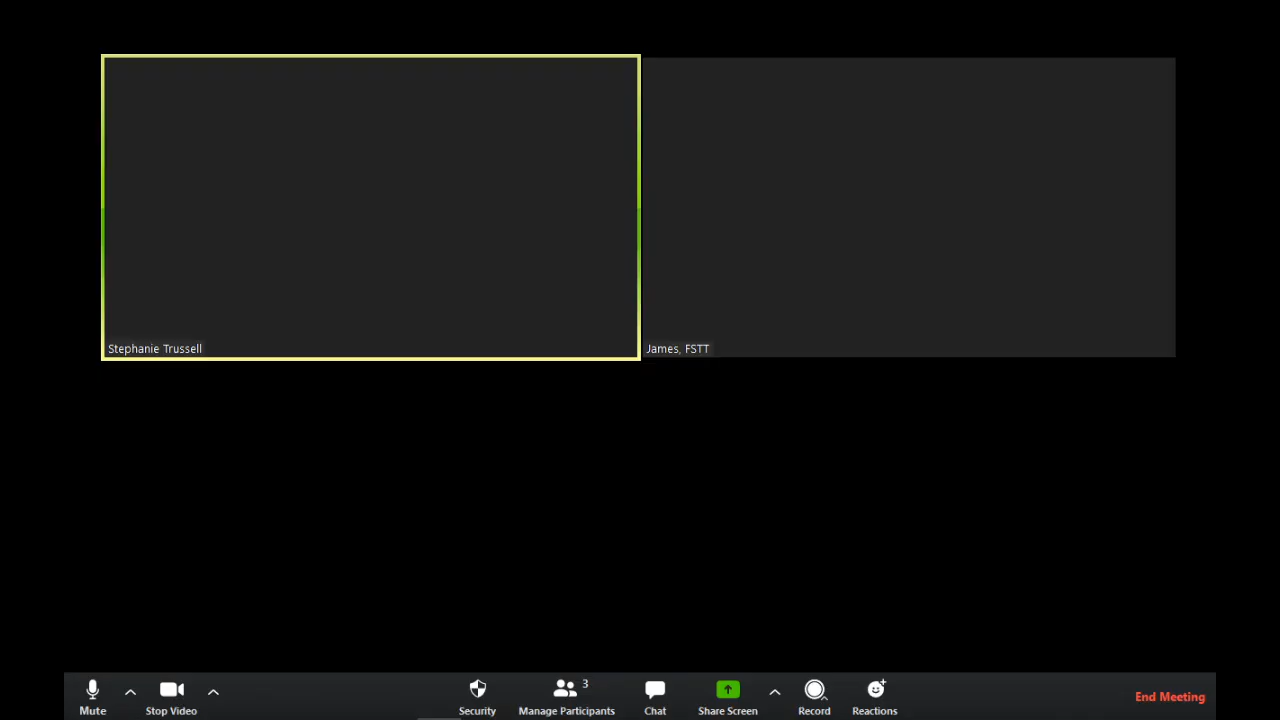 Stephanie Trussell
James, FSTT
3
Mute
Stop Video
Security
Manage Participants
Chat
Share Screen
Record
Reactions
End Meeting